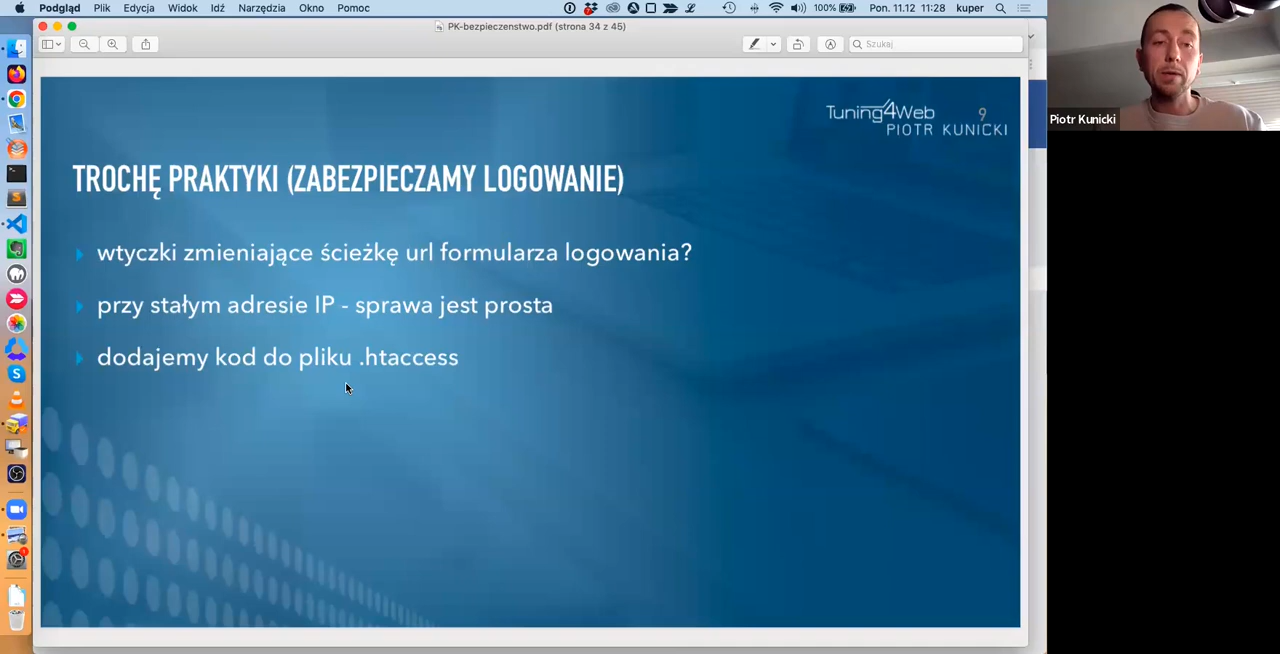 Podgląd Plik Edycja Widok Idź Narzędzia Okno Pomoc 100% Pon. 11.12 11:28 kuper
PK-bezpieczenstwo.pdf (strona 34 z 45)
Szukaj
Tuning4Web 9
PIOTR KUNICKI
TROCHĘ PRAKTYKI (ZABEZPIECZAMY LOGOWANIE)
wtyczki zmieniające ścieżkę url formularza logowania?
przy stałym adresie IP - sprawa jest prosta
dodajemy kod do pliku .htaccess
Piotr Kunicki